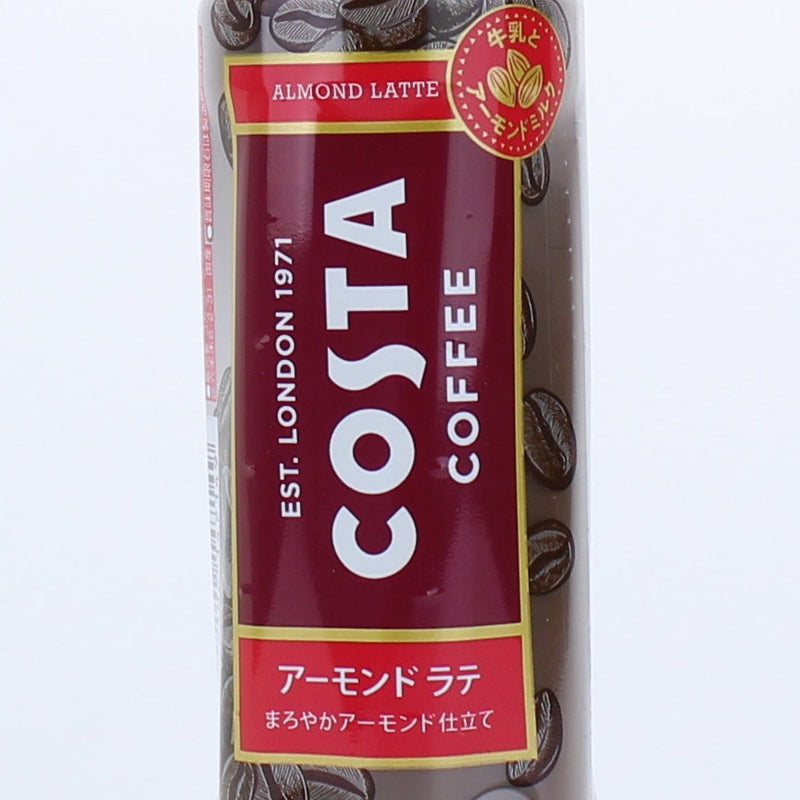 ALMOND LATTE
牛乳と
アーモンドミルク
EST. LONDON 1971
COSTA
COFFEE
アーモンド ラテ
まろやかアーモンド仕立て